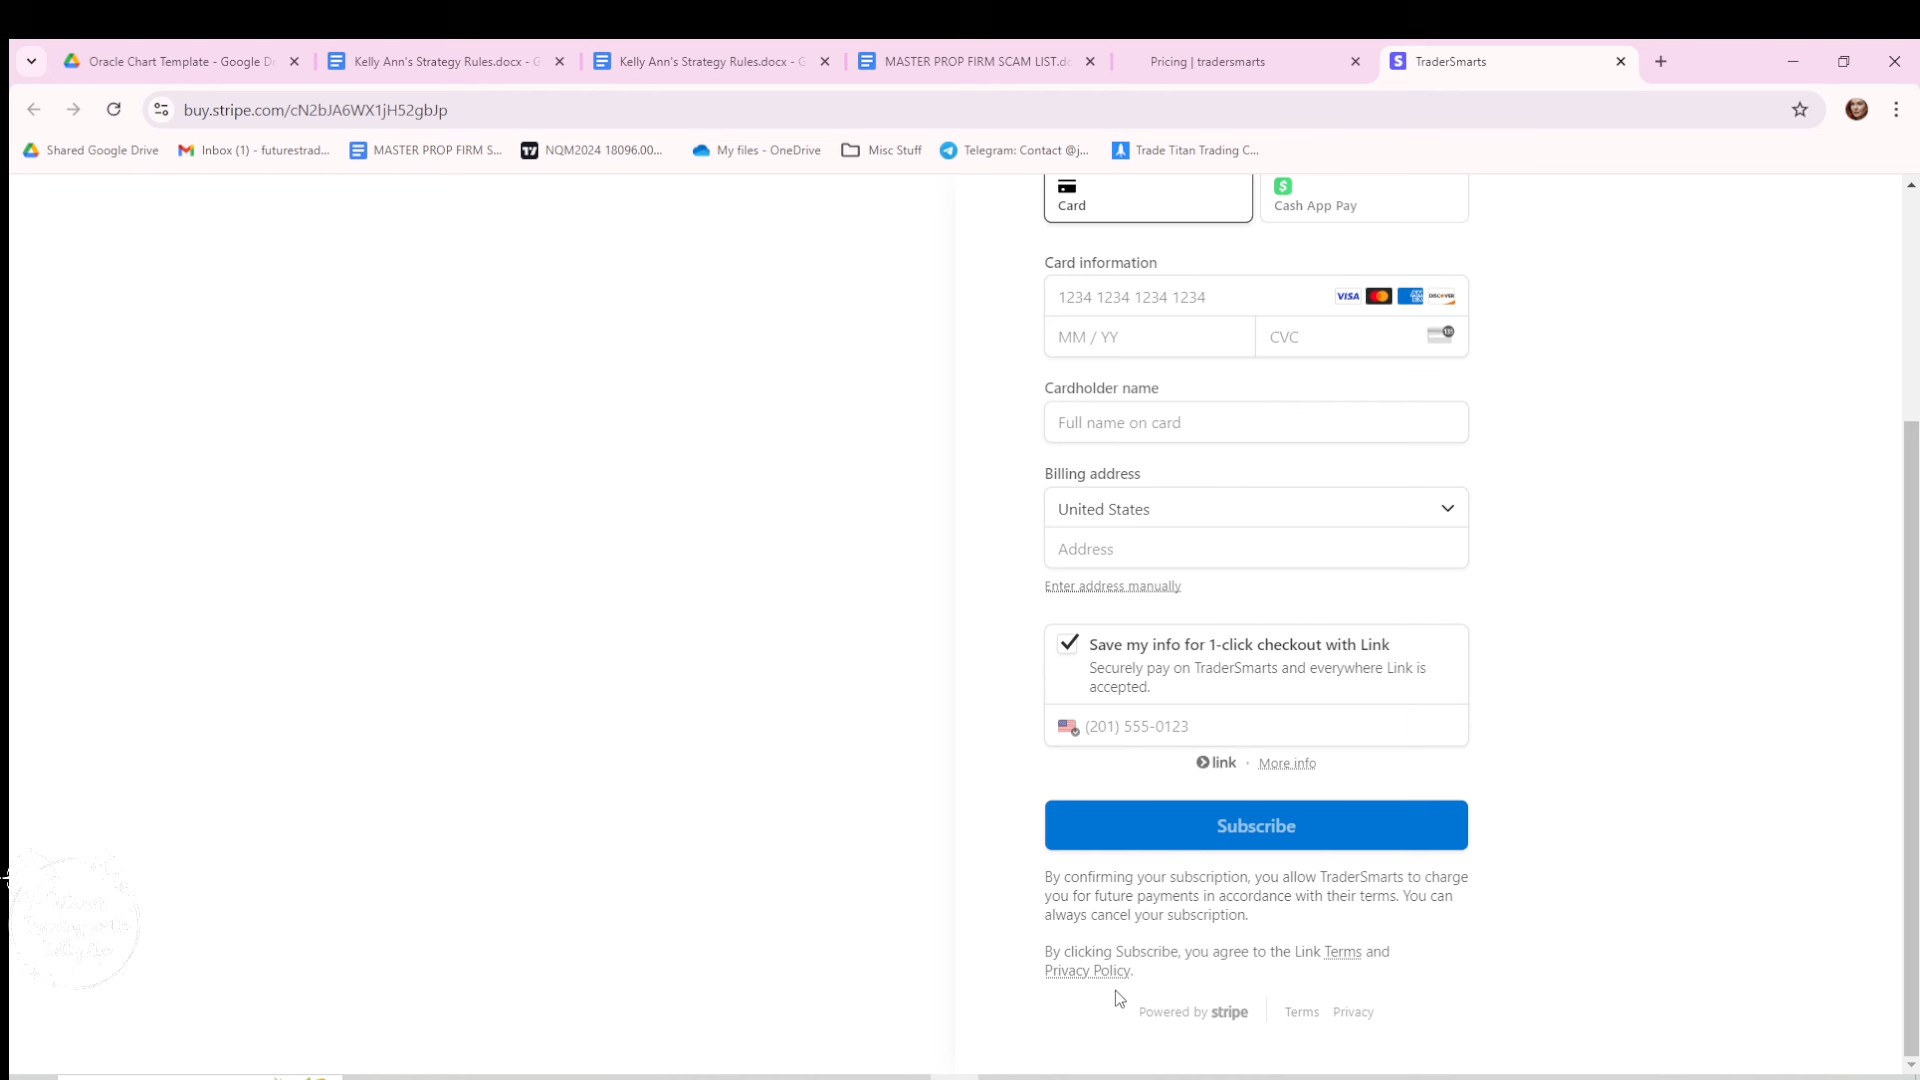 Oracle Chart Template - Google D
Kelly Ann's Strategy Rules.docx - G
Kelly Ann's Strategy Rules.docx - G
MASTER PROP FIRM SCAM LIST.dc
Pricing | tradersmarts
TraderSmarts
buy.stripe.com/cN2bJA6WX1jH52gbJp
Shared Google Drive
Inbox (1) - futurestrad...
MASTER PROP FIRM S...
NQM2024 18096.00...
My files - OneDrive
Misc Stuff
Telegram: Contact @j...
Trade Titan Trading C...
Card
Cash App Pay
Card information
1234 1234 1234 1234
VISA
AMEX
DISCOVER
MM / YY
CVC
135
Cardholder name
Full name on card
Billing address
United States
Address
Enter address manually
Save my info for 1-click checkout with Link
Securely pay on TraderSmarts and everywhere Link is
accepted.
(201) 555-0123
link · More info
Subscribe
By confirming your subscription, you allow TraderSmarts to charge
you for future payments in accordance with their terms. You can
always cancel your subscription.
By clicking Subscribe, you agree to the Link Terms and
Privacy Policy.
Powered by stripe
Terms
Privacy